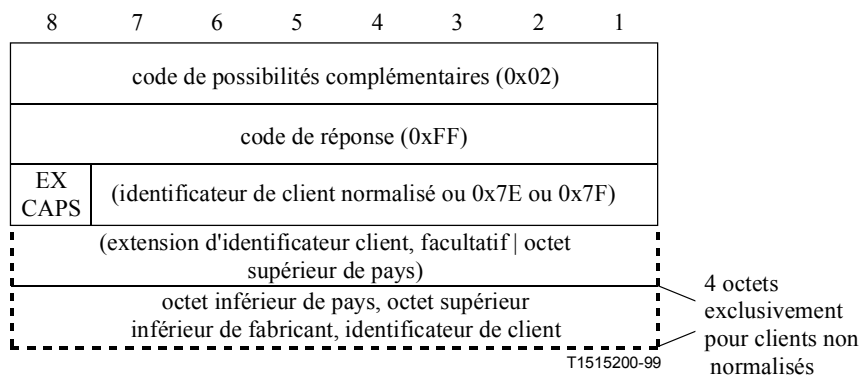 8 7 6 5 4 3 2 1
code de possibilités complémentaires (0x02)
code de réponse (0xFF)
EX
CAPS
(identificateur de client normalisé ou 0x7E ou 0x7F)
(extension d'identificateur client, facultatif | octet
supérieur de pays)
octet inférieur de pays, octet supérieur
inférieur de fabricant, identificateur de client
4 octets
exclusivement
pour clients non
normalisés
T1515200-99